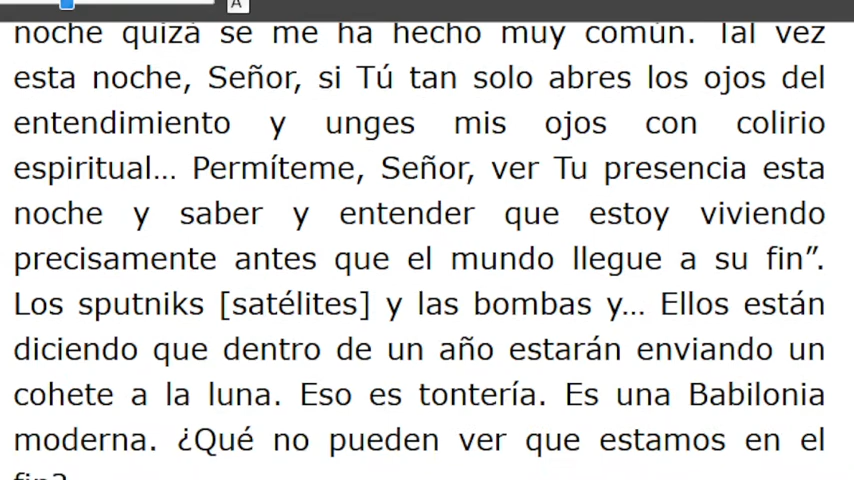 A
noche quizá se me ha hecho muy común. Tal vez
esta noche, Señor, si Tú tan solo abres los ojos del
entendimiento y unges mis ojos con colirio
espiritual... Permíteme, Señor, ver Tu presencia esta
noche y saber y entender que estoy viviendo
precisamente antes que el mundo llegue a su fin”.
Los sputniks [satélites] y las bombas y... Ellos están
diciendo que dentro de un año estarán enviando un
cohete a la luna. Eso es tontería. Es una Babilonia
moderna. ¿Qué no pueden ver que estamos en el
fin?